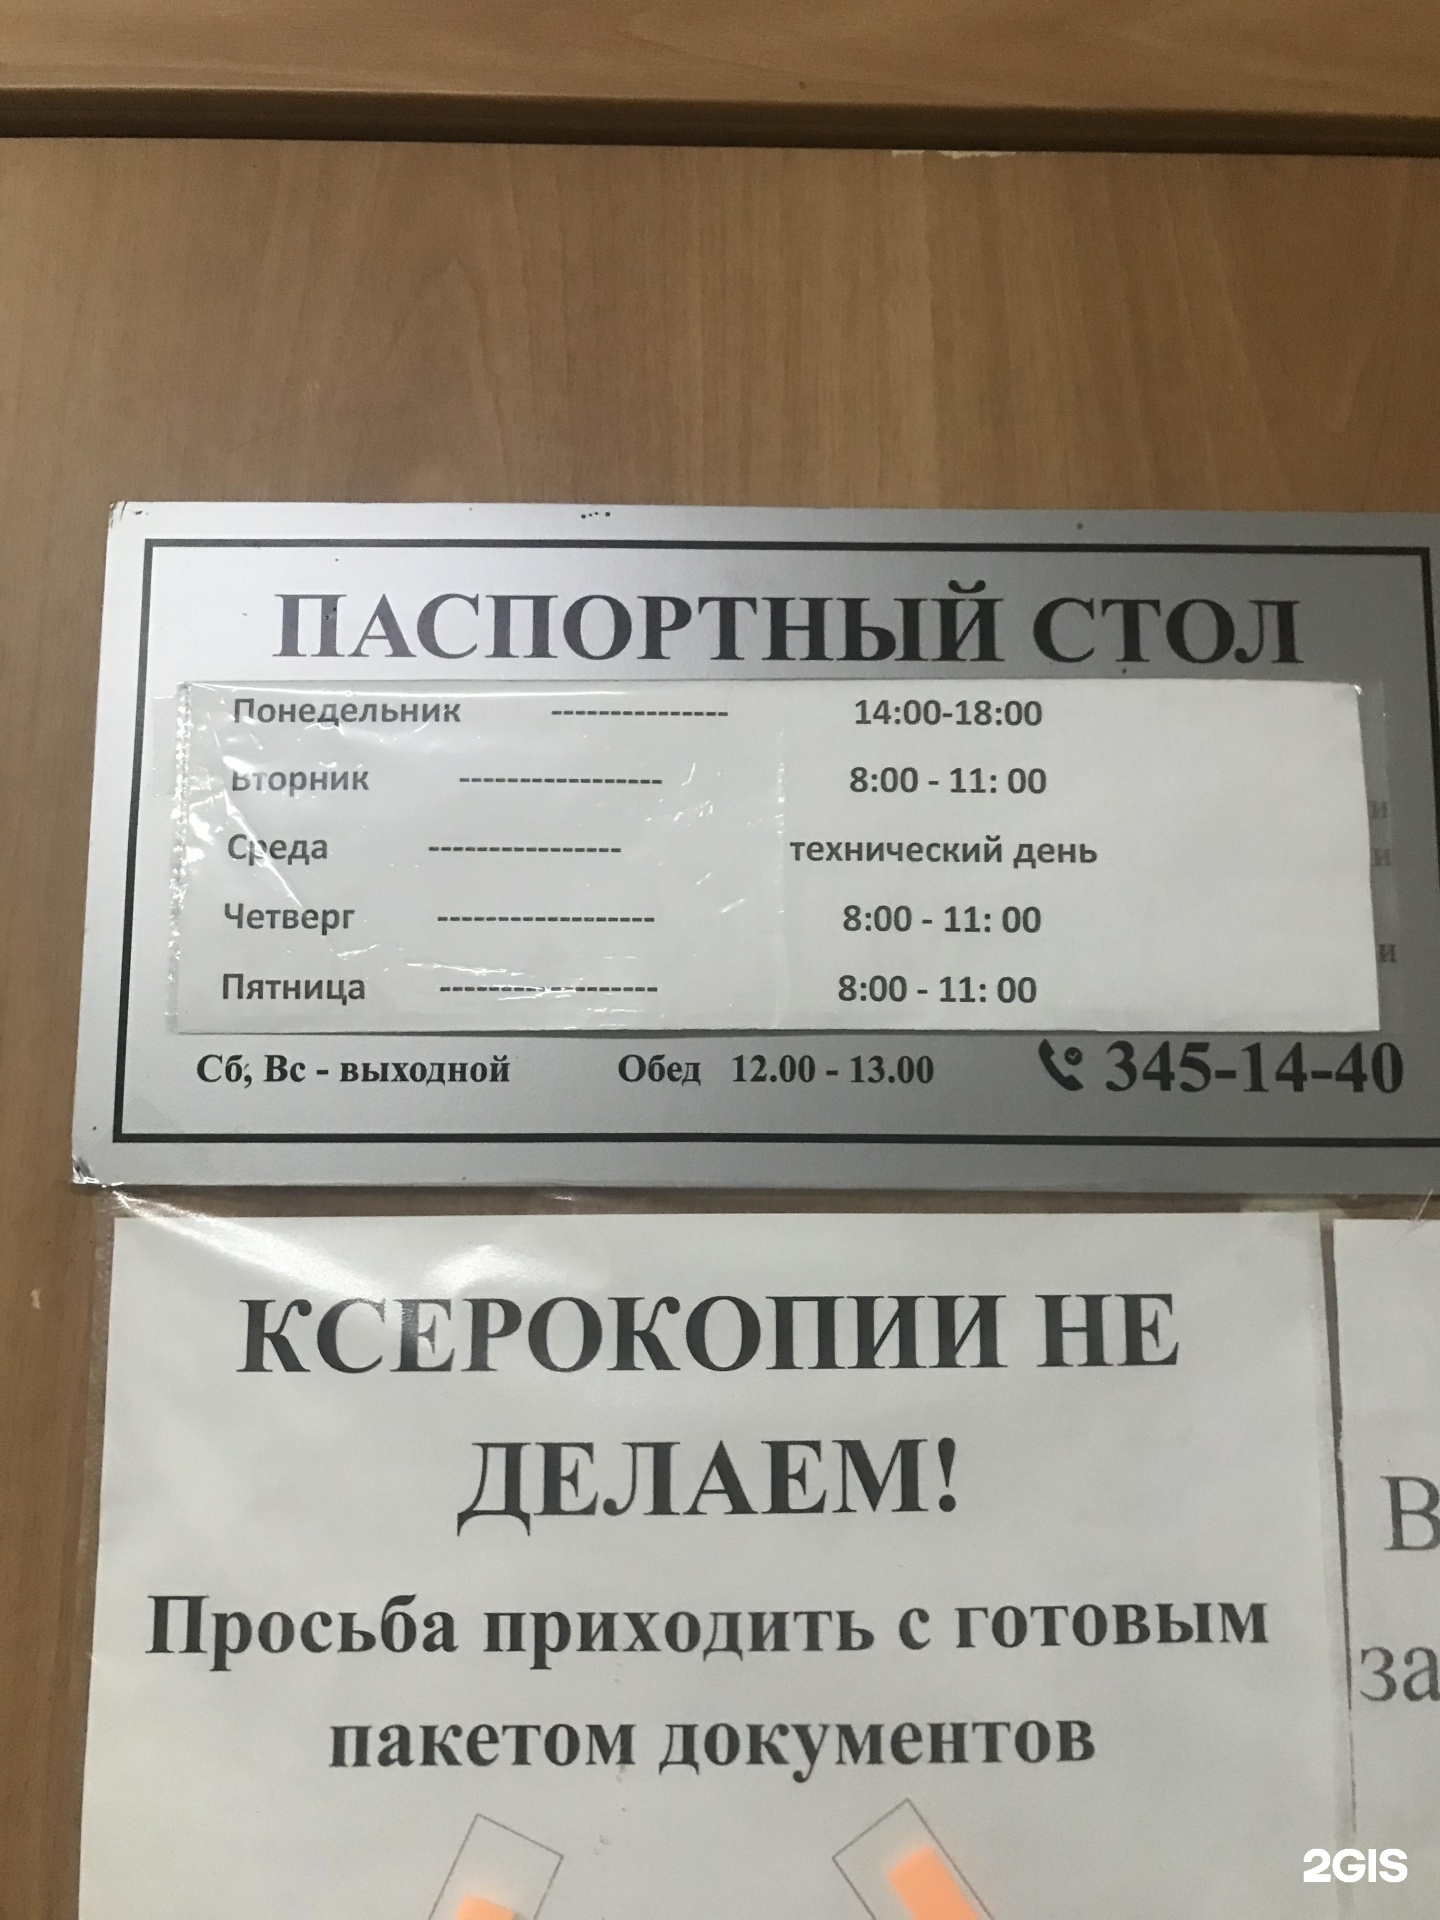 ПАСПОРТНЫЙ СТОЛ
Понедельник --------------- 14:00-18:00
Вторник ----------------- 8:00 - 11: 00
Среда ---------------- технический день
Четверг ------------------ 8:00 - 11: 00
Пятница ------------------ 8:00 - 11: 00
Сб, Вс - выходной Обед 12.00 - 13.00 345-14-40
КСЕРОКОПИИ НЕ
ДЕЛАЕМ!
Просьба приходить с готовым
пакетом документов
2GIS